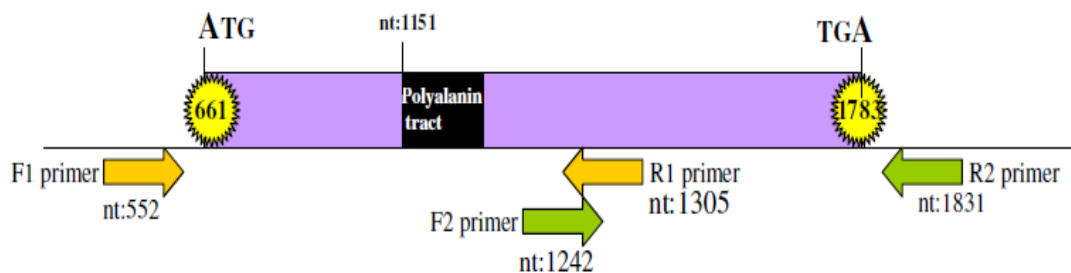 ATG
nt:1151
TGA
661
Polyalanin
tract
1783
F1 primer
nt:552
R1 primer
nt:1305
R2 primer
nt:1831
F2 primer
nt:1242